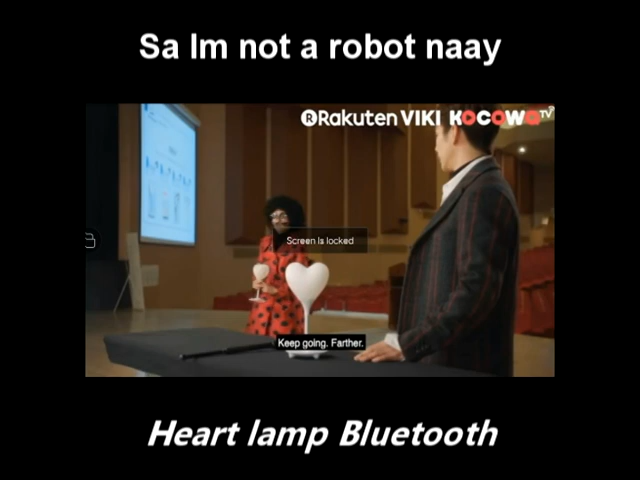 Sa Im not a robot naay
Rakuten VIKI KOCOWA TV
Screen is locked
Keep going. Farther.
Heart lamp Bluetooth